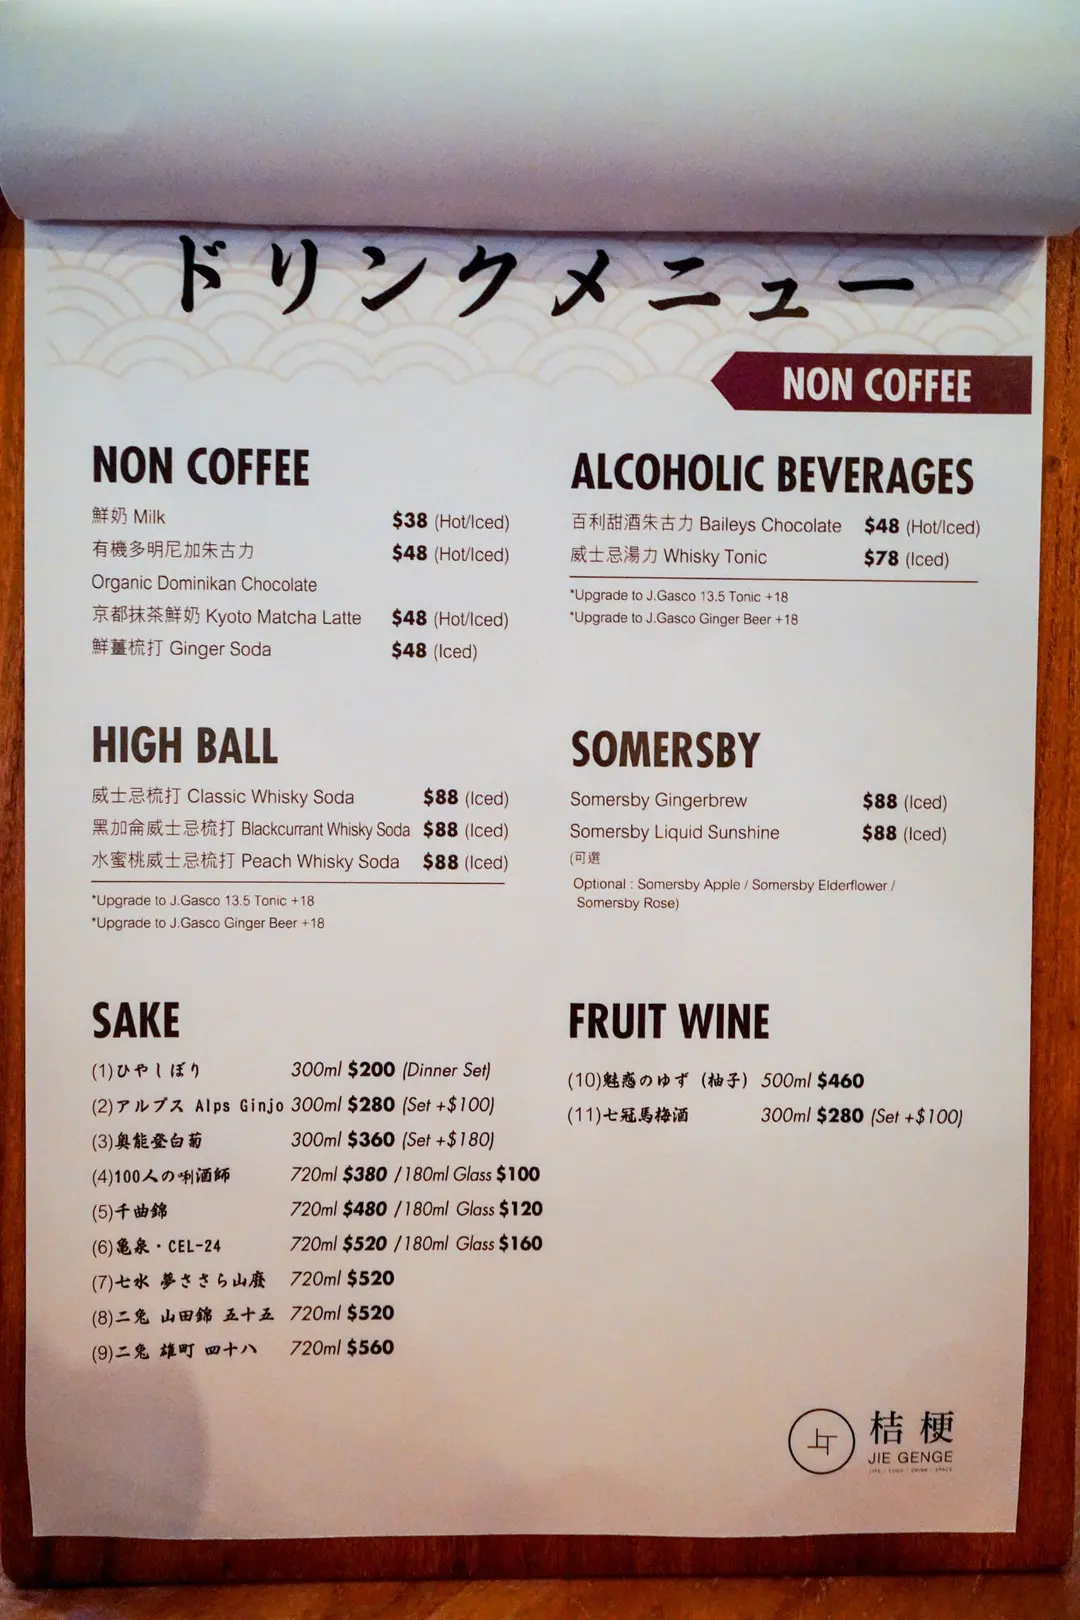 ドリンクメニュー
NON COFFEE
NON COFFEE
鮮奶 Milk $38 (Hot/Iced)
有機多明尼加朱古力 $48 (Hot/Iced)
Organic Dominikan Chocolate
京都抹茶鮮奶 Kyoto Matcha Latte $48 (Hot/Iced)
鮮薑梳打 Ginger Soda $48 (Iced)
ALCOHOLIC BEVERAGES
百利甜酒朱古力 Baileys Chocolate $48 (Hot/Iced)
威士忌湯力 Whisky Tonic $78 (Iced)
*Upgrade to J.Gasco 13.5 Tonic +18
*Upgrade to J.Gasco Ginger Beer +18
HIGH BALL
威士忌梳打 Classic Whisky Soda $88 (Iced)
黑加侖威士忌梳打 Blackcurrant Whisky Soda $88 (Iced)
水蜜桃威士忌梳打 Peach Whisky Soda $88 (Iced)
*Upgrade to J.Gasco 13.5 Tonic +18
*Upgrade to J.Gasco Ginger Beer +18
SOMERSBY
Somersby Gingerbrew $88 (Iced)
Somersby Liquid Sunshine $88 (Iced)
(可選
Optional : Somersby Apple / Somersby Elderflower /
Somersby Rose)
SAKE
(1)ひやしぼり 300ml $200 (Dinner Set)
(2)アルプス Alps Ginjo 300ml $280 (Set +$100)
(3)奥能登白菊 300ml $360 (Set +$180)
(4)100人の唎酒師 720ml $380 /180ml Glass $100
(5)千曲錦 720ml $480 /180ml Glass $120
(6)亀泉・CEL-24 720ml $520 /180ml Glass $160
(7)七水 夢ささら山廃 720ml $520
(8)二兎 山田錦 五十五 720ml $520
(9)二兎 雄町 四十八 720ml $560
FRUIT WINE
(10)魅惑のゆず (柚子) 500ml $460
(11)七冠馬梅酒 300ml $280 (Set +$100)
桔梗
JIE GENGE